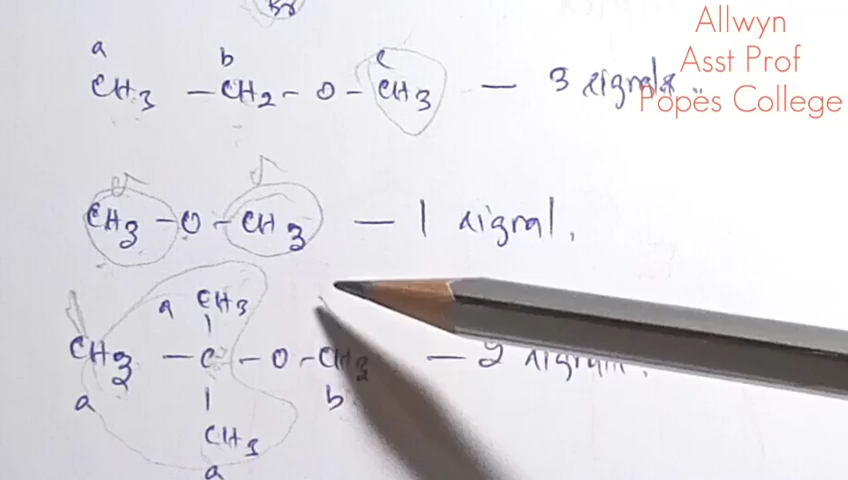 Br
Allwyn
Asst Prof
Popes College
a b c
CH3 — CH2 - O - CH3 — 3 signals.
CH3 - O - CH3 — 1 signal.
a CH3
CH3 — C - O - CH3 — 2 signals.
a b
CH3
a